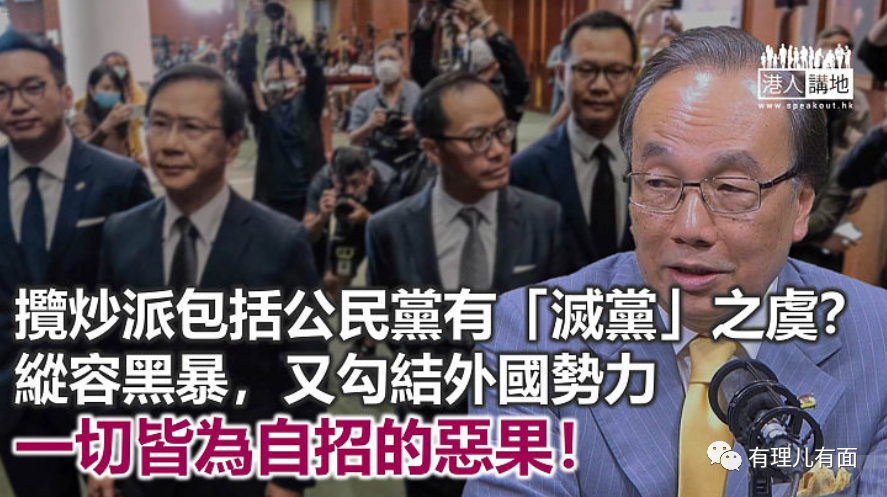 港人講地
www.speakout.hk
攬炒派包括公民黨有「滅黨」之虞?
縱容黑暴，又勾結外國勢力
一切皆為自招的惡果!
有理儿有面